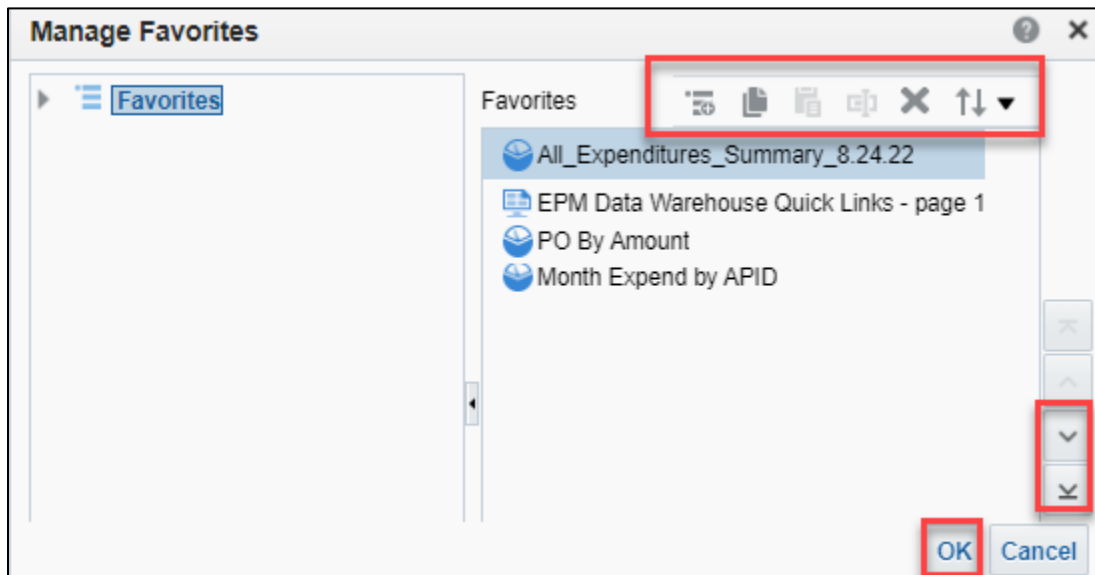 Manage Favorites
Favorites
Favorites
All_Expenditures_Summary_8.24.22
EPM Data Warehouse Quick Links - page 1
PO By Amount
Month Expend by APID
OK Cancel